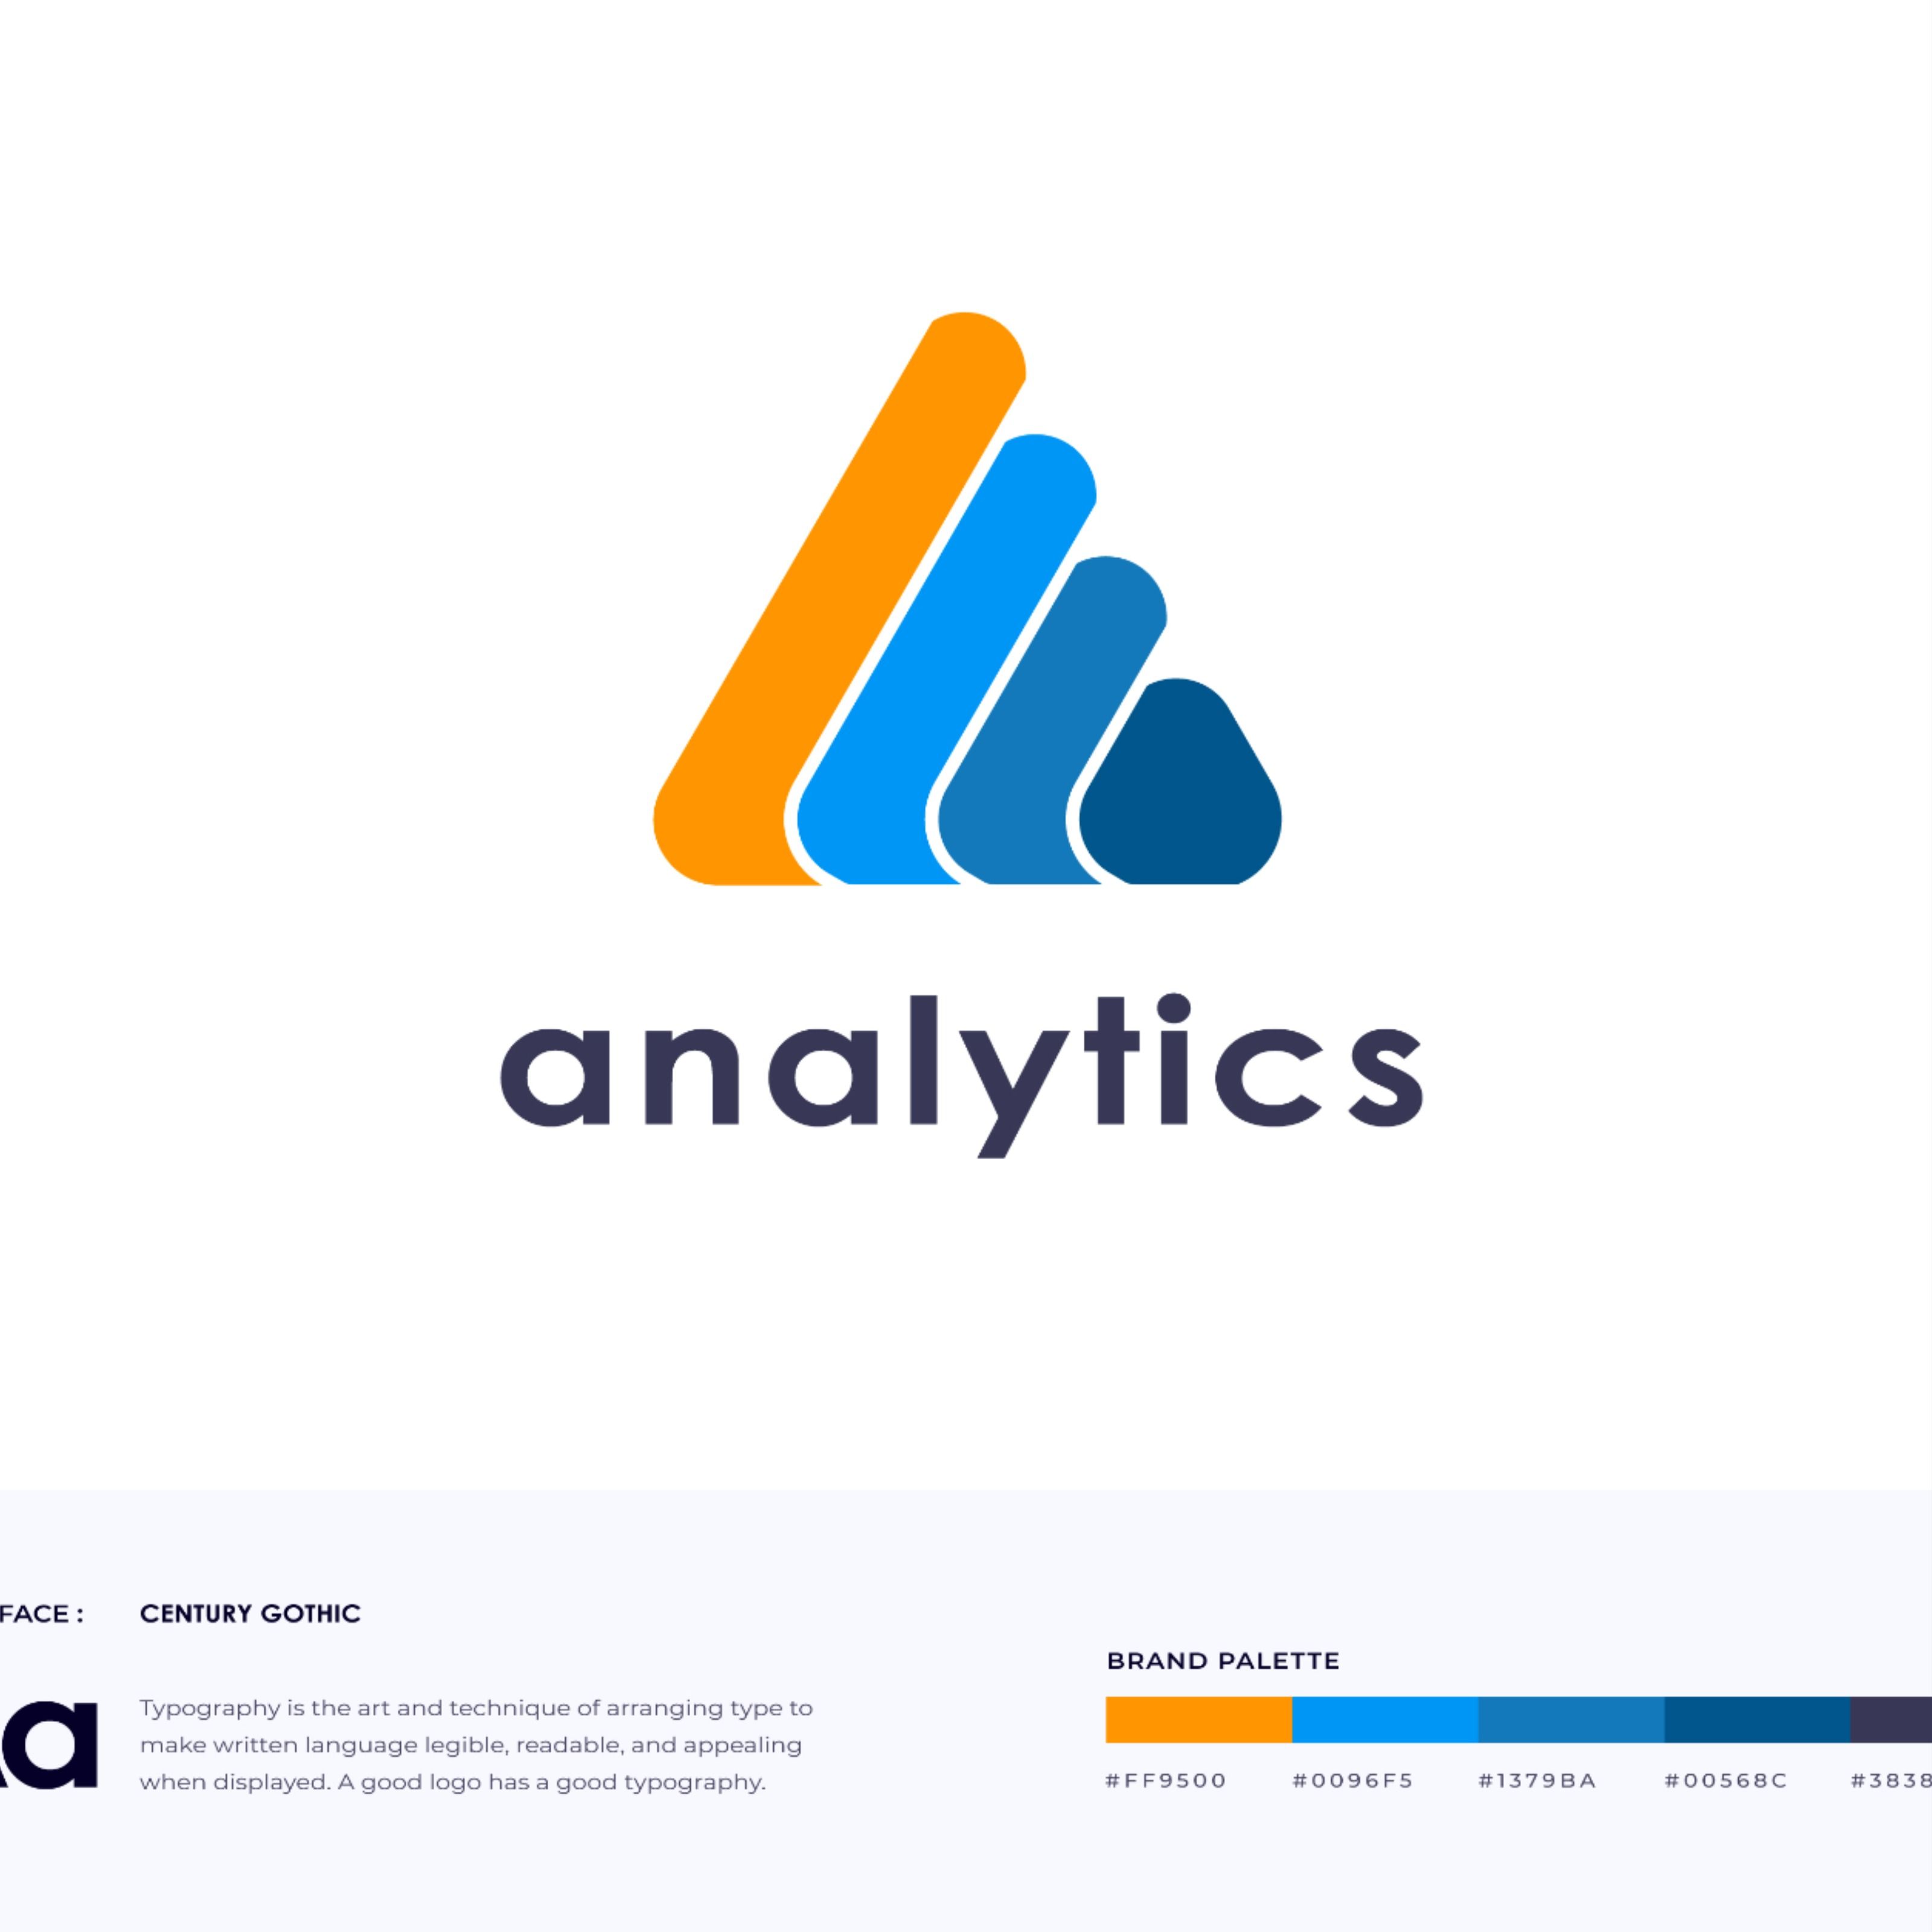 analytics
FACE :
CENTURY GOTHIC
a
Typography is the art and technique of arranging type to
make written language legible, readable, and appealing
when displayed. A good logo has a good typography.
BRAND PALETTE
#FF9500 #0096F5 #1379BA #00568C #3838